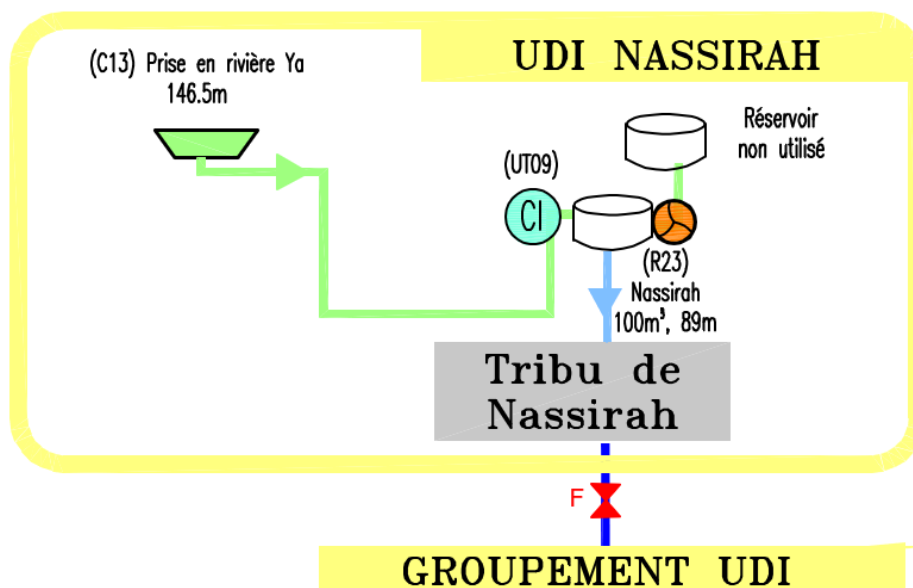 UDI NASSIRAH
(C13) Prise en rivière Ya
146.5m
Réservoir
non utilisé
(UT09)
Cl
(R23)
Nassirah
100m³, 89m
Tribu de
Nassirah
F
GROUPEMENT UDI